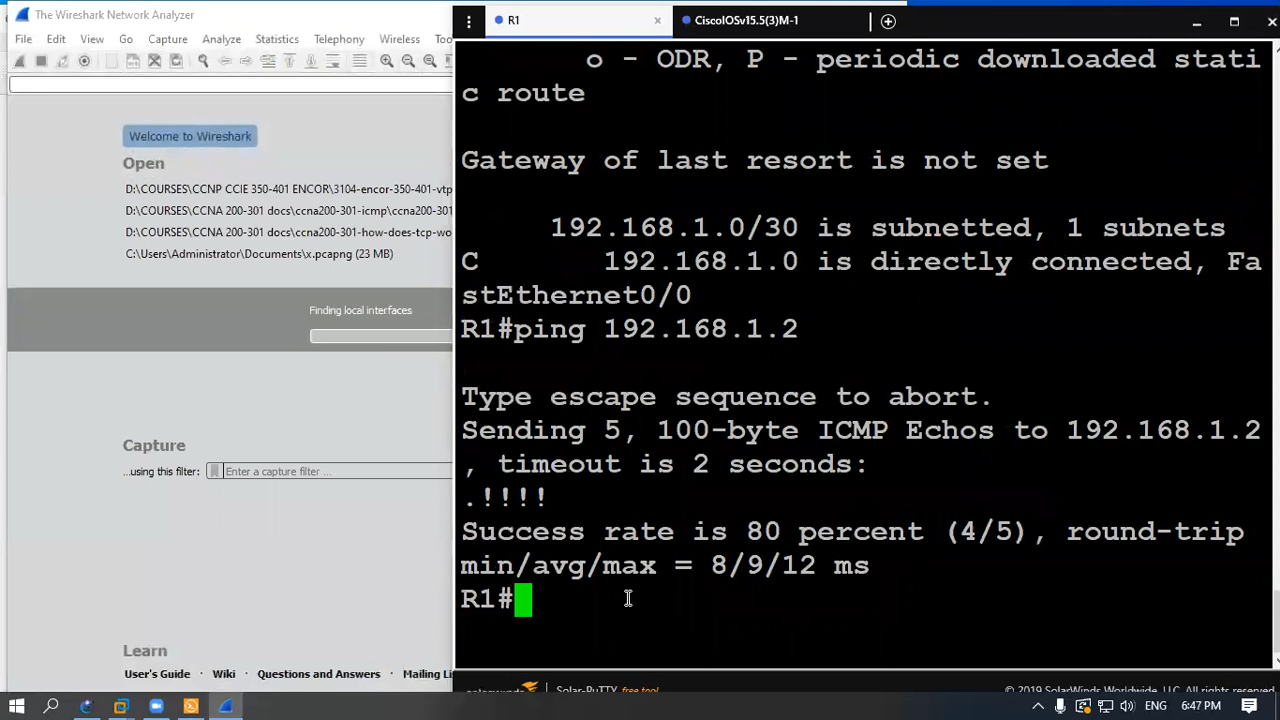 The Wireshark Network Analyzer
File Edit View Go Capture Analyze Statistics Telephony Wireless
Welcome to Wireshark
Open
D:\COURSES\CCNP CCIE 350-401 ENCOR\3104-encor-350-401-vtp
D:\COURSES\CCNA 200-301 docs\ccna200-301-icmp\ccna200-301
D:\COURSES\CCNA 200-301 docs\ccna200-301-how-does-tcp-wo
C:\Users\Administrator\Documents\x.pcapng (23 MB)
Finding local interfaces
Capture
...using this filter: Enter a capture filter ...
Learn
User's Guide · Wiki · Questions and Answers · Mailing Lis
R1 × CiscoIOSv15.5(3)M-1
o - ODR, P - periodic downloaded stati
c route
Gateway of last resort is not set
192.168.1.0/30 is subnetted, 1 subnets
C 192.168.1.0 is directly connected, Fa
stEthernet0/0
R1#ping 192.168.1.2
Type escape sequence to abort.
Sending 5, 100-byte ICMP Echos to 192.168.1.2
, timeout is 2 seconds:
.!!!!
Success rate is 80 percent (4/5), round-trip
min/avg/max = 8/9/12 ms
R1#
Solar-PuTTY free tool
© 2019 SolarWinds Worldwide, LLC. All rights
ENG 6:47 PM